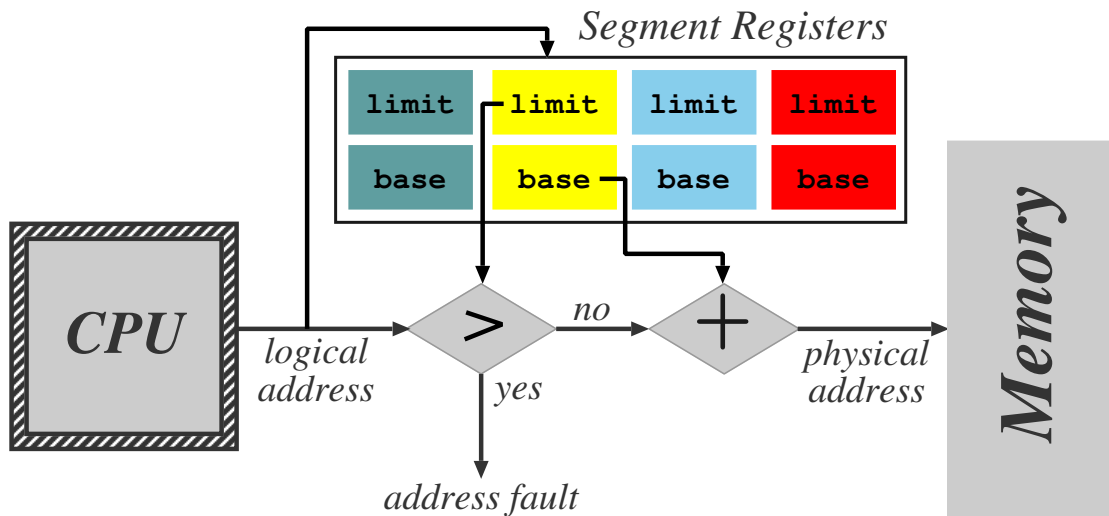 Segment Registers
limit limit limit limit
base base base base
CPU
logical
address
>
no
+
yes
address fault
physical
address
Memory